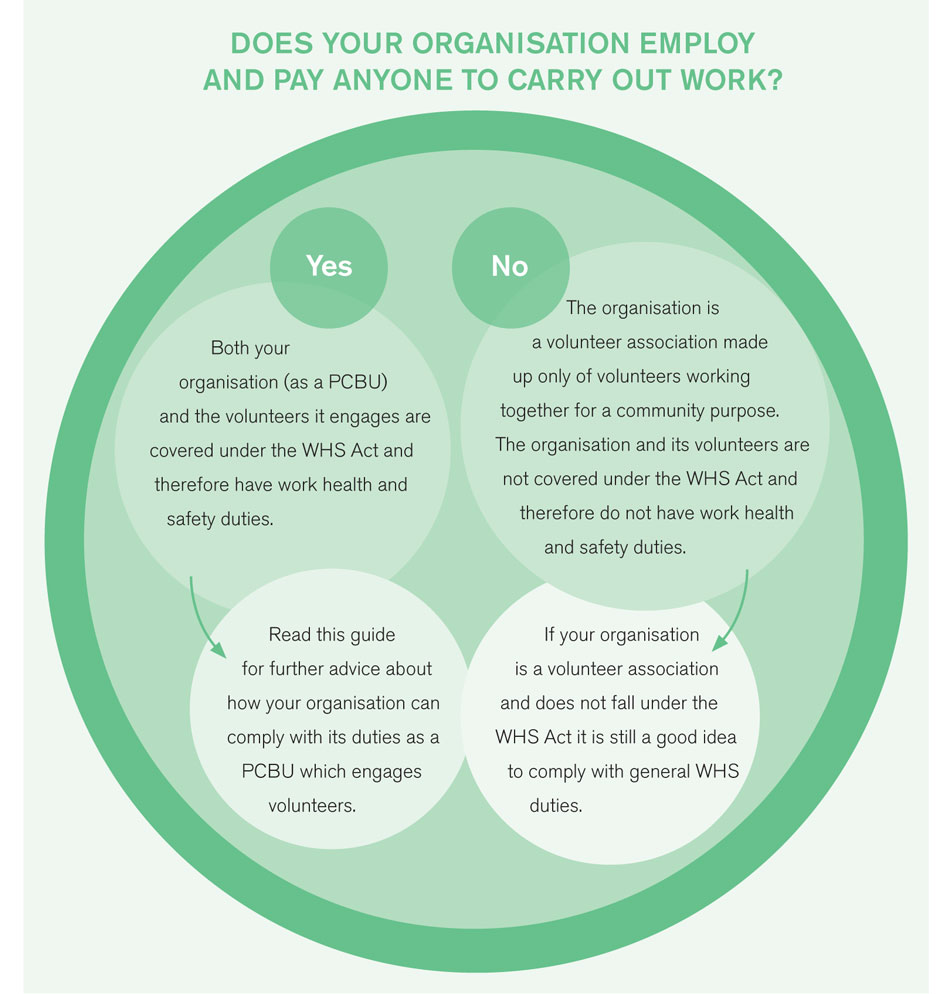 DOES YOUR ORGANISATION EMPLOY
AND PAY ANYONE TO CARRY OUT WORK?
Yes
Both your
organisation (as a PCBU)
and the volunteers it engages are
covered under the WHS Act and
therefore have work health and
safety duties.
Read this guide
for further advice about
how your organisation can
comply with its duties as a
PCBU which engages
volunteers.
No
The organisation is
a volunteer association made
up only of volunteers working
together for a community purpose.
The organisation and its volunteers are
not covered under the WHS Act and
therefore do not have work health
and safety duties.
If your organisation
is a volunteer association
and does not fall under the
WHS Act it is still a good idea
to comply with general WHS
duties.